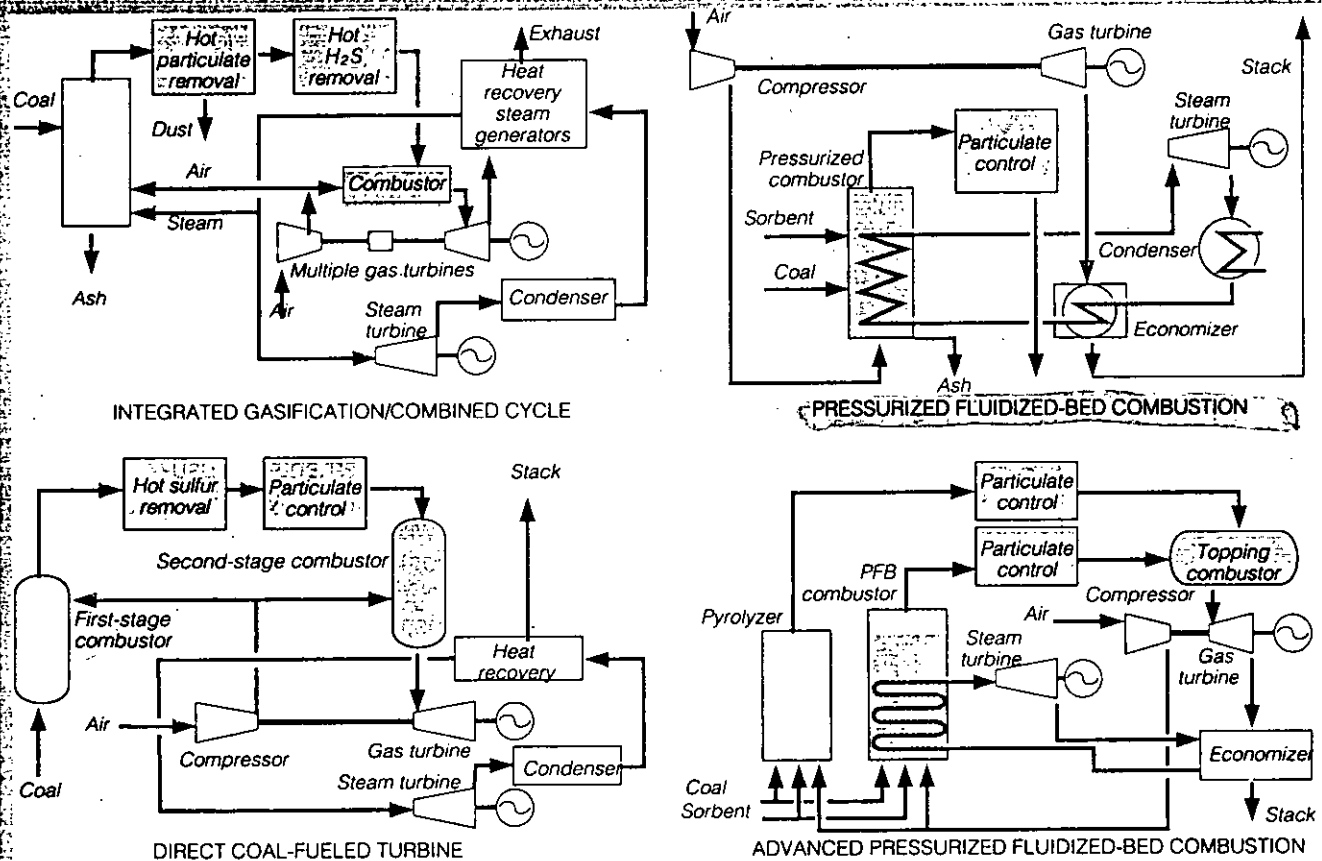 Hot
particulate
removal
Hot
H₂S
removal
Exhaust
Heat
recovery
steam
generators
Coal
Dust
Air
Combustor
Steam
Multiple gas turbines
Ash
Air
Steam
turbine
Condenser
INTEGRATED GASIFICATION/COMBINED CYCLE
Air
Compressor
Gas turbine
Stack
Steam
turbine
Particulate
control
Pressurized
combustor
Sorbent
Coal
Condenser
Economizer
Ash
PRESSURIZED FLUIDIZED-BED COMBUSTION
Hot sulfur
removal
Particulate
control
Stack
Second-stage combustor
First-stage
combustor
Heat
recovery
Air
Compressor
Gas turbine
Steam turbine
Condenser
Coal
DIRECT COAL-FUELED TURBINE
Particulate
control
Particulate
control
Topping
combustor
PFB
combustor
Pyrolyzer
Compressor
Air
Steam
turbine
Gas
turbine
Economizer
Coal
Sorbent
Stack
ADVANCED PRESSURIZED FLUIDIZED-BED COMBUSTION